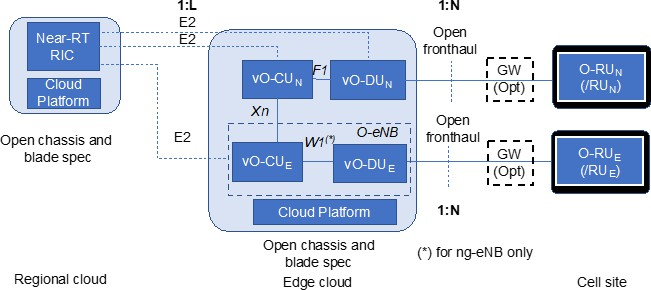 1:L
1:N
E2
E2
Near-RT
RIC
Cloud
Platform
Open chassis and
blade spec
E2
vO-CUN
F1
vO-DUN
Xn
O-eNB
vO-CUE
W1(*)
vO-DUE
Cloud Platform
Open chassis and
blade spec
Edge cloud
Open
fronthaul
GW
(Opt)
O-RUN
(/RUN)
Open
fronthaul
GW
(Opt)
O-RUE
(/RUE)
1:N
(*) for ng-eNB only
Regional cloud
Cell site